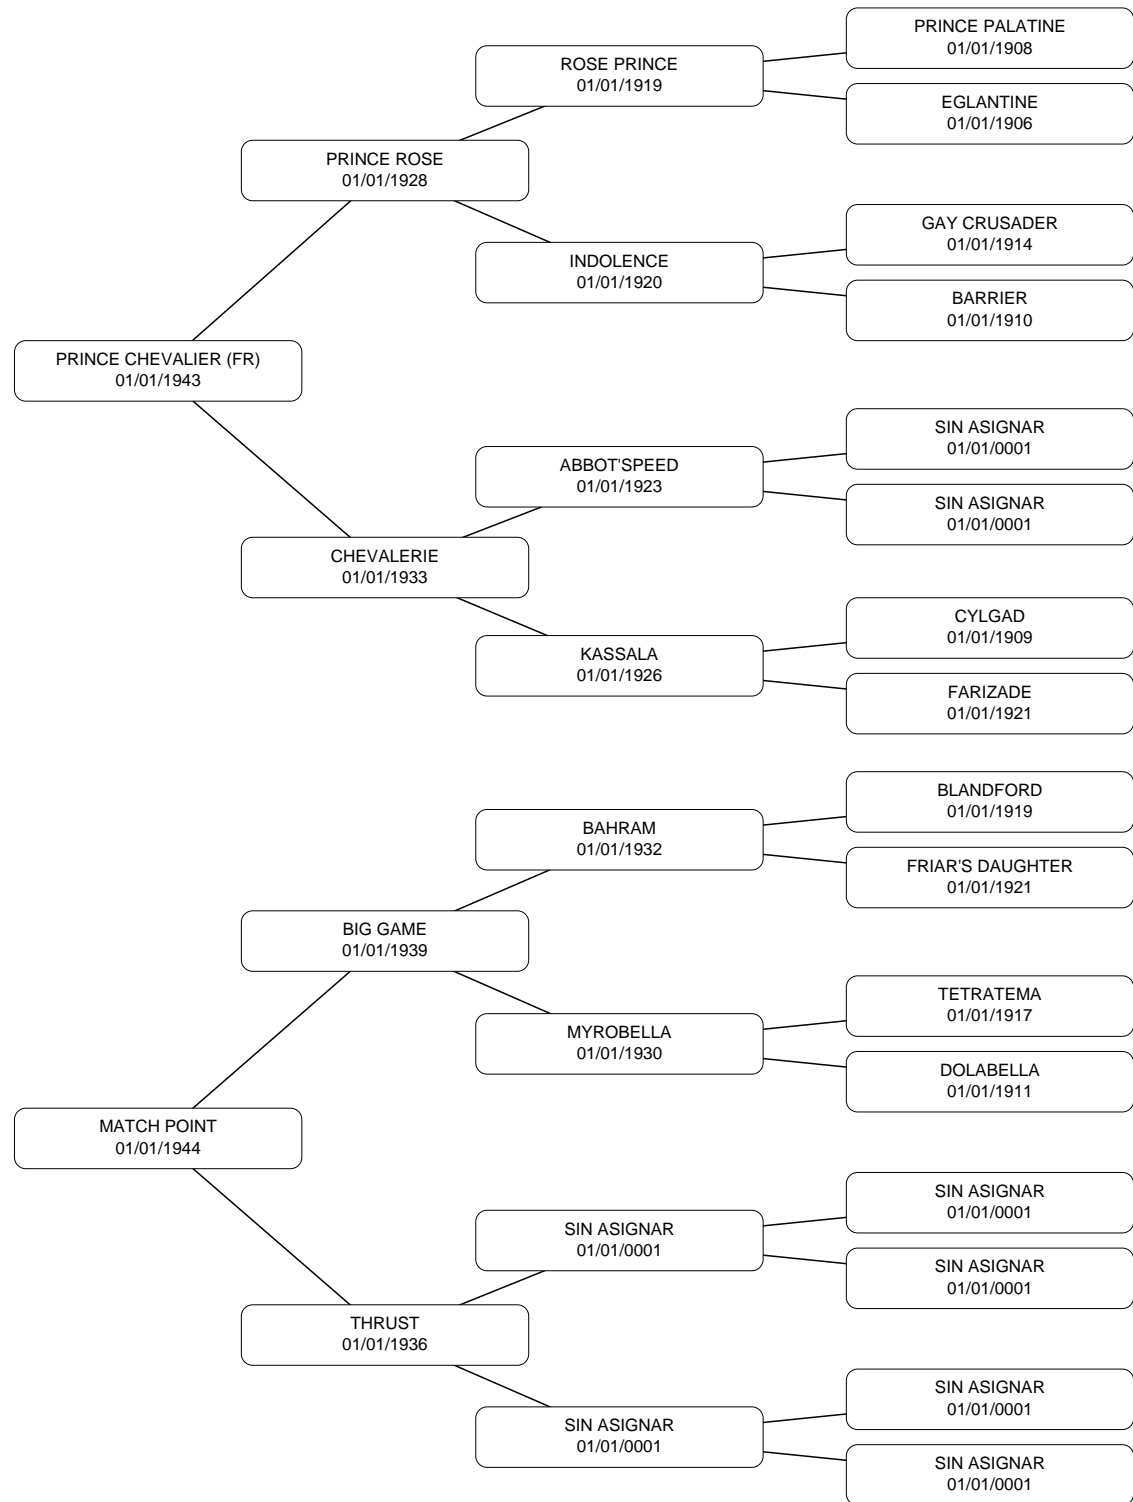 PRINCE PALATINE
01/01/1908
ROSE PRINCE
01/01/1919
EGLANTINE
01/01/1906
PRINCE ROSE
01/01/1928
GAY CRUSADER
01/01/1914
INDOLENCE
01/01/1920
BARRIER
01/01/1910
PRINCE CHEVALIER (FR)
01/01/1943
SIN ASIGNAR
01/01/0001
ABBOT'SPEED
01/01/1923
SIN ASIGNAR
01/01/0001
CHEVALERIE
01/01/1933
CYLGAD
01/01/1909
KASSALA
01/01/1926
FARIZADE
01/01/1921
BLANDFORD
01/01/1919
BAHRAM
01/01/1932
FRIAR'S DAUGHTER
01/01/1921
BIG GAME
01/01/1939
TETRATEMA
01/01/1917
MYROBELLA
01/01/1930
DOLABELLA
01/01/1911
MATCH POINT
01/01/1944
SIN ASIGNAR
01/01/0001
SIN ASIGNAR
01/01/0001
SIN ASIGNAR
01/01/0001
THRUST
01/01/1936
SIN ASIGNAR
01/01/0001
SIN ASIGNAR
01/01/0001
SIN ASIGNAR
01/01/0001